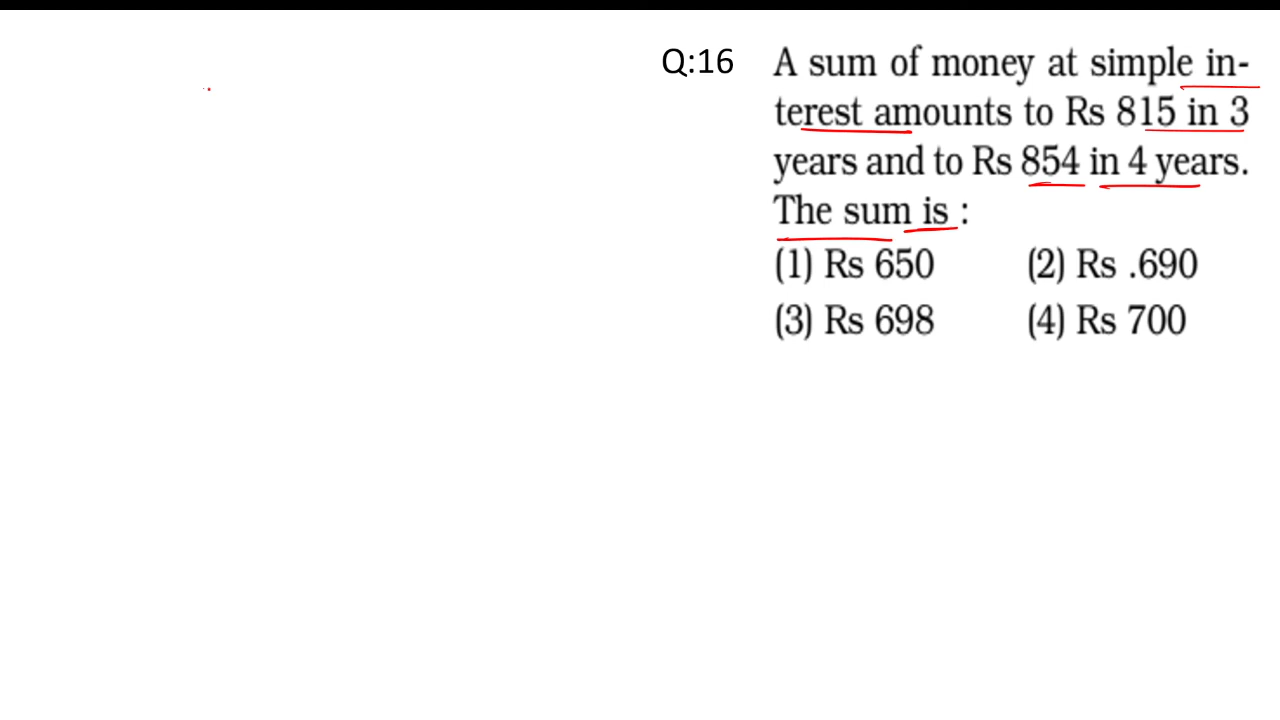 Q:16 A sum of money at simple in-
terest amounts to Rs 815 in 3
years and to Rs 854 in 4 years.
The sum is :
(1) Rs 650 (2) Rs .690
(3) Rs 698 (4) Rs 700